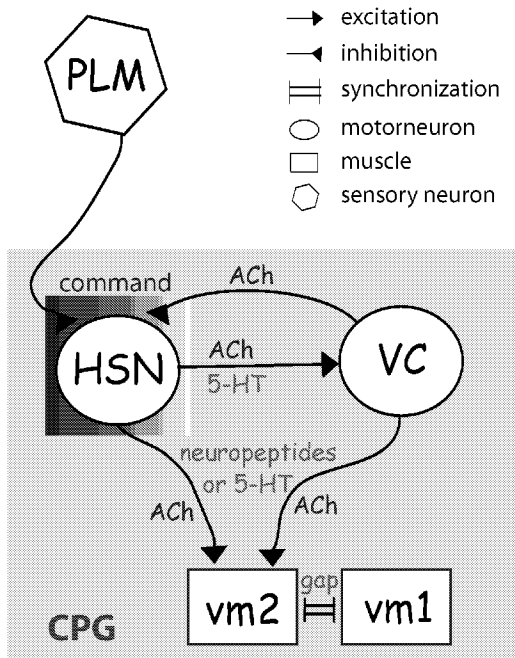 excitation
inhibition
synchronization
motorneuron
muscle
sensory neuron
PLM
command
ACh
HSN
ACh
5-HT
VC
neuropeptides
or 5-HT
ACh
ACh
vm2
gap
vm1
CPG